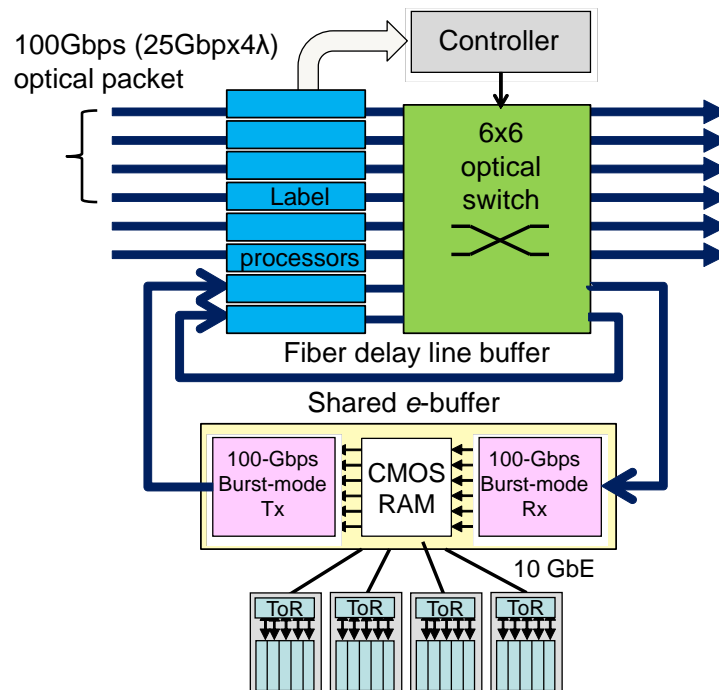 100Gbps (25Gbpx4λ)
optical packet
Controller
6x6
optical
switch
Label
processors
Fiber delay line buffer
Shared e-buffer
100-Gbps
Burst-mode
Tx
CMOS
RAM
100-Gbps
Burst-mode
Rx
10 GbE
ToR
ToR
ToR
ToR